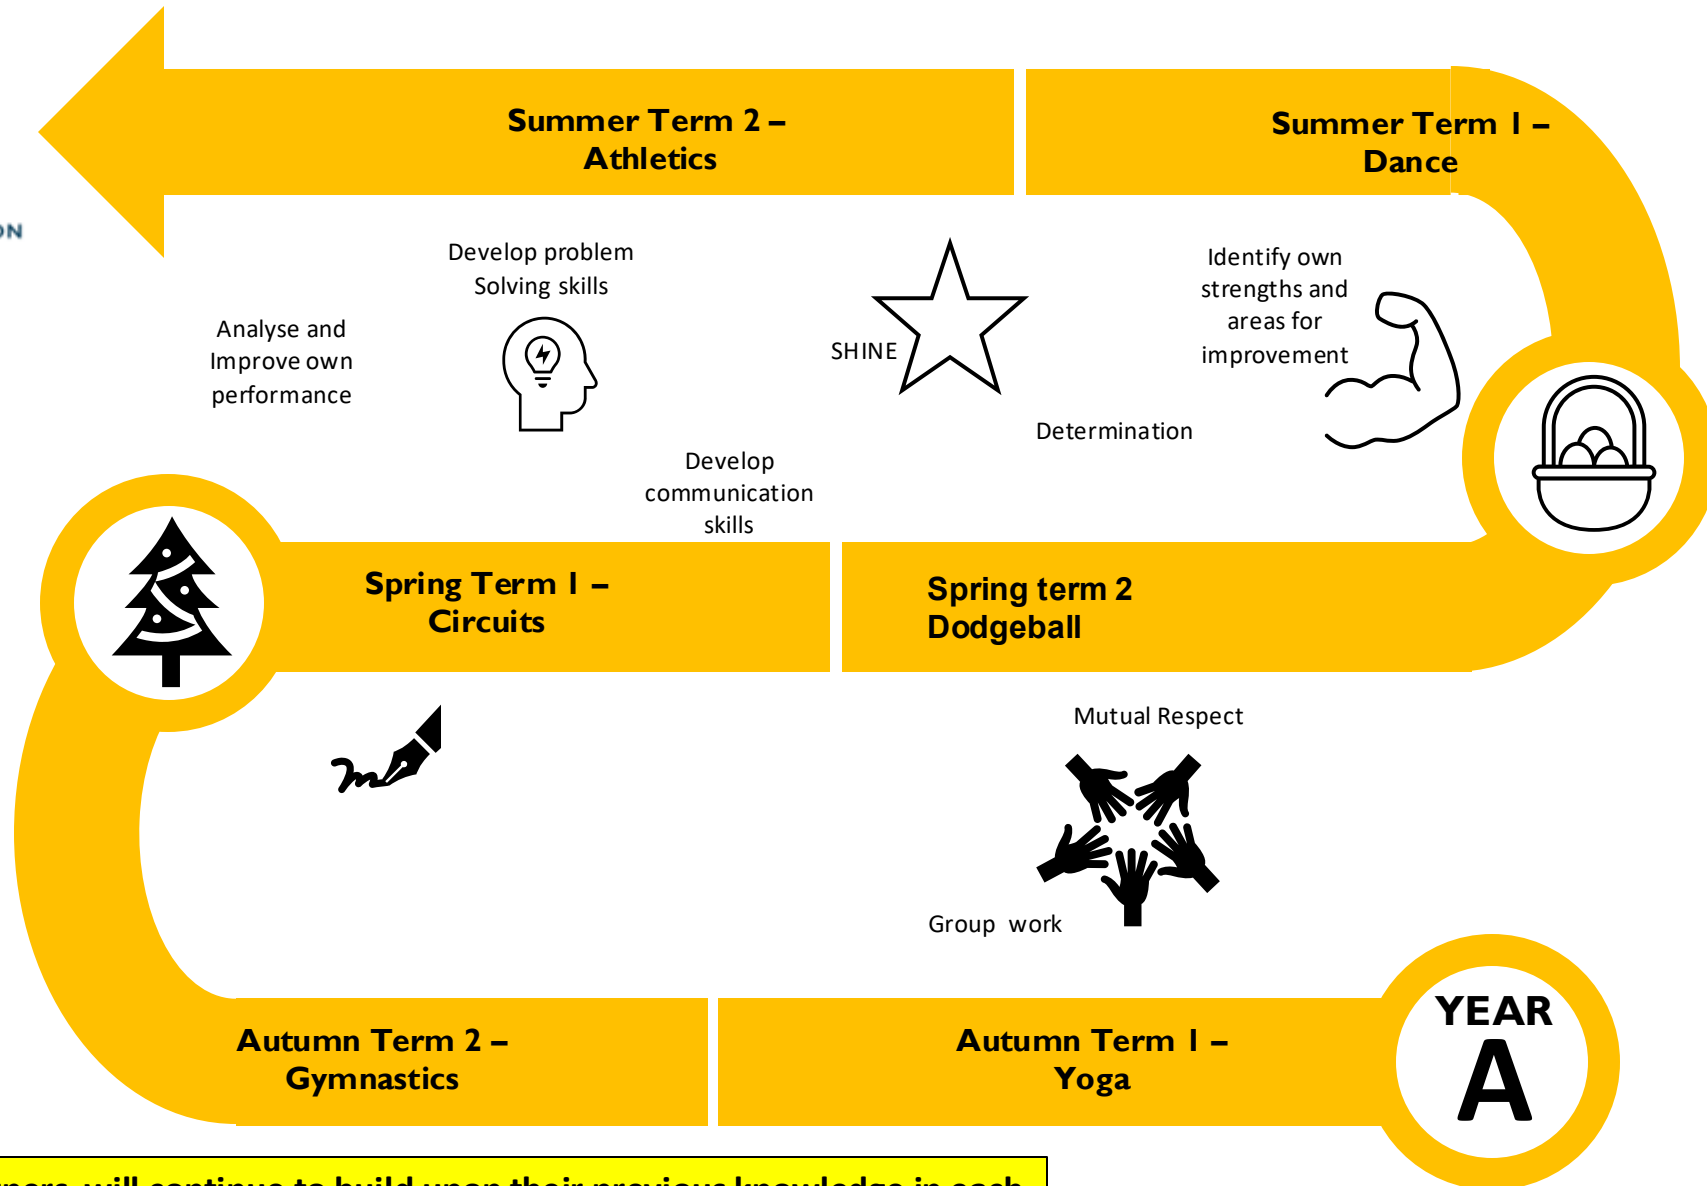 Summer Term 2 –
Athletics
Summer Term 1 –
Dance
ON
Develop problem
Solving skills
Analyse and
Improve own
performance
SHINE
Identify own
strengths and
areas for
improvement
Determination
Develop
communication
skills
Spring Term 1 –
Circuits
Spring term 2
Dodgeball
Mutual Respect
Group work
Autumn Term 2 –
Gymnastics
Autumn Term 1 –
Yoga
YEAR
A
will continue to build upon their previous knowledge in each